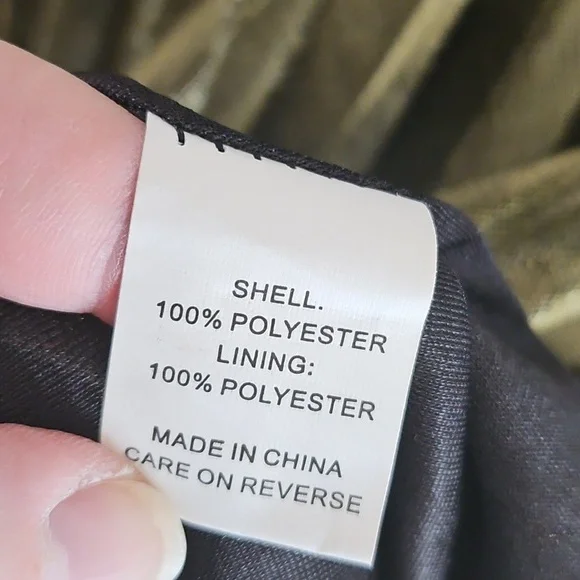 SHELL.
100% POLYESTER
LINING:
100% POLYESTER
MADE IN CHINA
CARE ON REVERSE